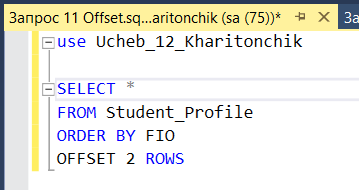 Запрос 11 Offset.sq...aritonchik (sa (75))*
use Ucheb_12_Kharitonchik
SELECT *
FROM Student_Profile
ORDER BY FIO
OFFSET 2 ROWS